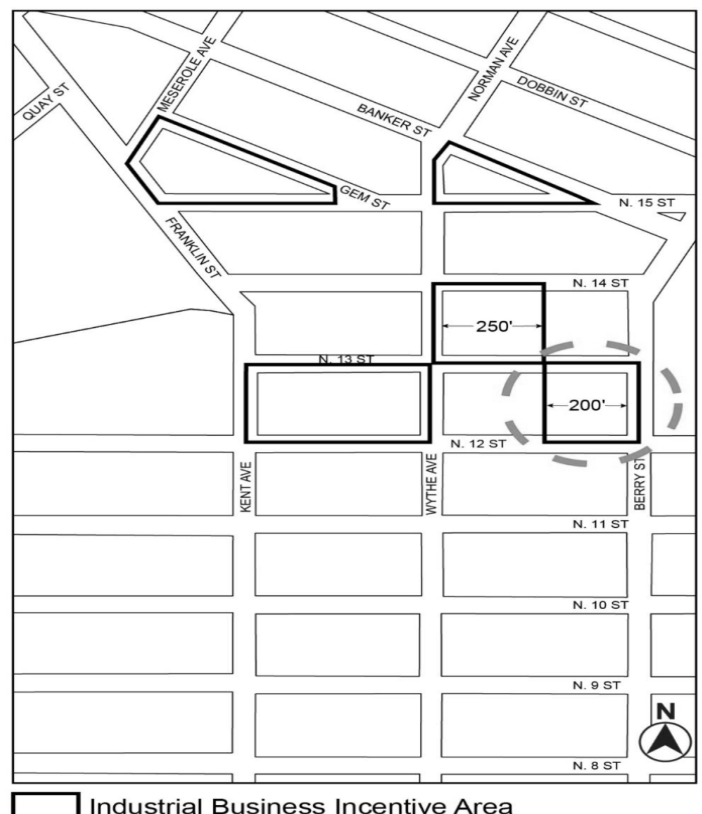 QUAY ST
MESEROLE AVE
NORMAN AVE
DOBBIN ST
BANKER ST
GEM ST
N. 15 ST
FRANKLIN ST
N. 14 ST
250'
N. 13 ST
200'
N. 12 ST
KENT AVE
WYTHE AVE
BERRY ST
N. 11 ST
N. 10 ST
N. 9 ST
N
N. 8 ST
Industrial Business Incentive Area